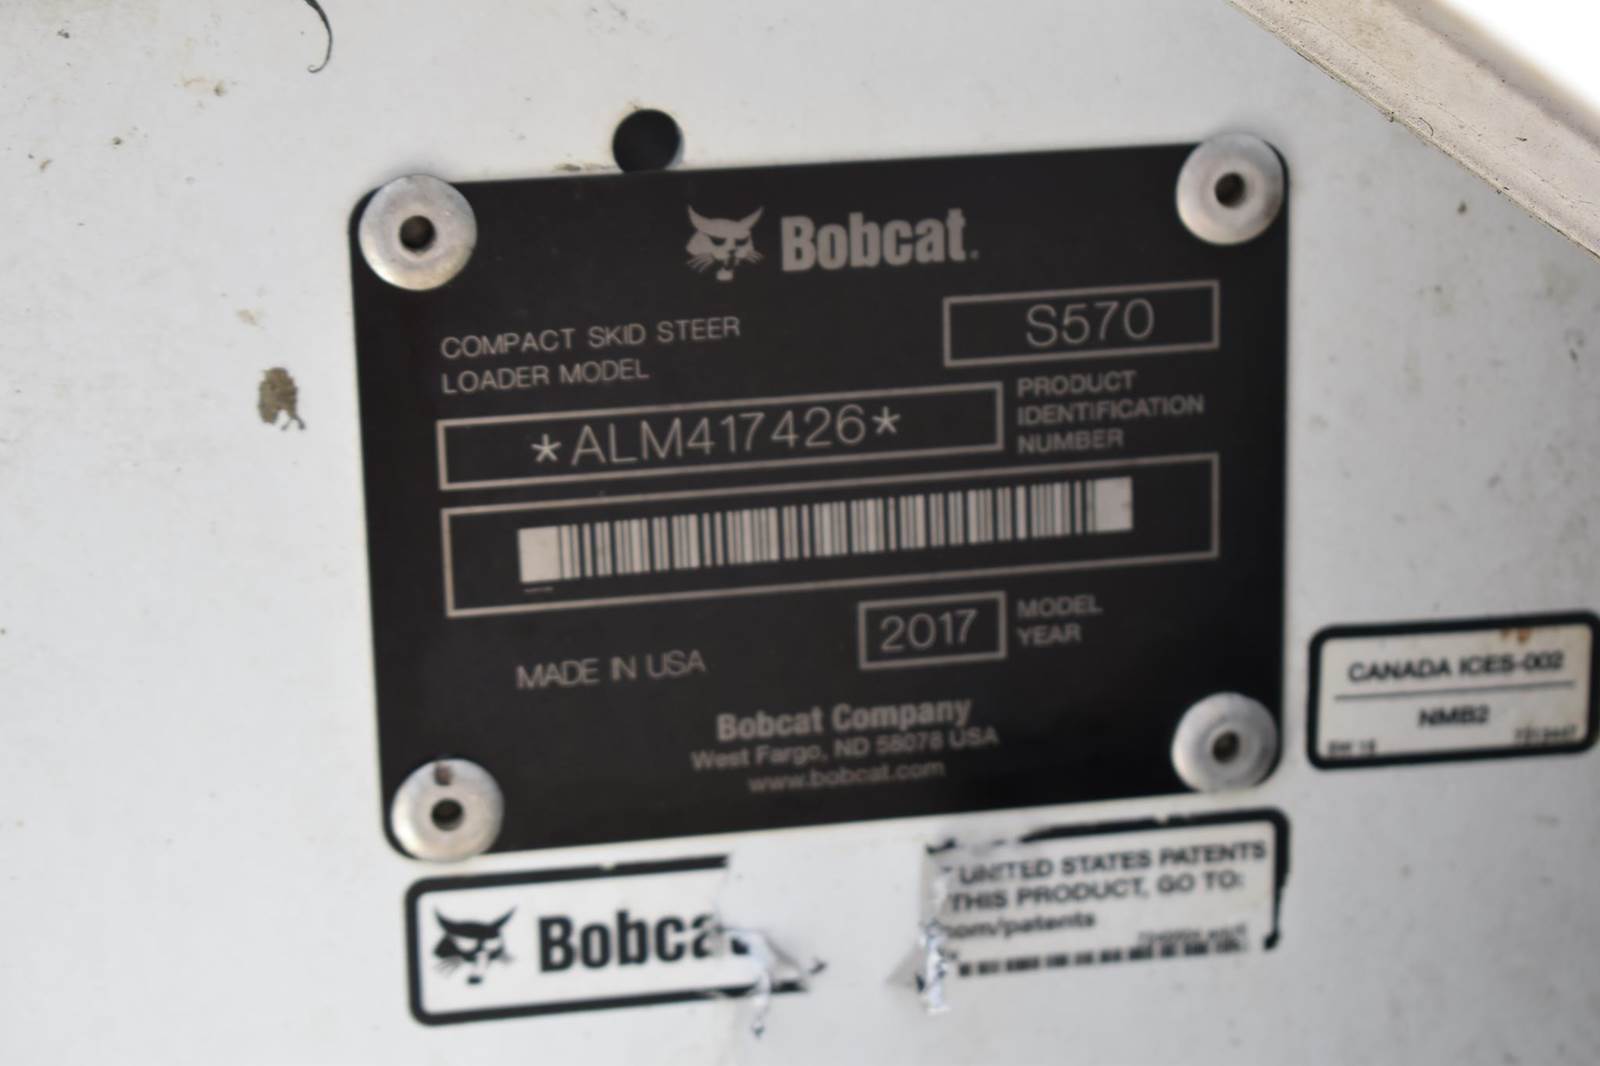 Bobcat.
COMPACT SKID STEER
LOADER MODEL
S570
*ALM417426*
PRODUCT
IDENTIFICATION
NUMBER
2017
MODEL
YEAR
MADE IN USA
Bobcat Company
West Fargo, ND 58078 USA
www.bobcat.com
CANADA ICES-002
NMB2
Bobcat
UNITED STATES PATENTS
THIS PRODUCT, GO TO:
com/patents